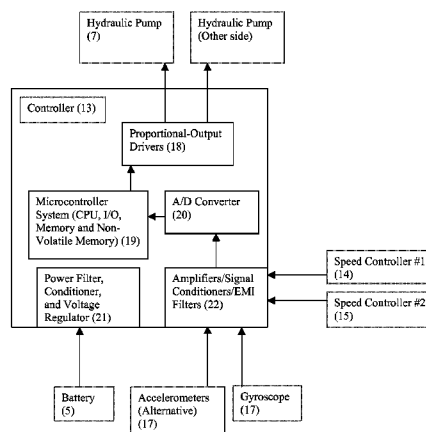 Hydraulic Pump
(7)
Hydraulic Pump
(Other side)
Controller (13)
Proportional-Output
Drivers (18)
Microcontroller
System (CPU, I/O,
Memory and Non-
Volatile Memory) (19)
A/D Converter
(20)
Power Filter,
Conditioner,
and Voltage
Regulator (21)
Amplifiers/Signal
Conditioners/EMI
Filters (22)
Speed Controller #1
(14)
Speed Controller #2
(15)
Battery
(5)
Accelerometers
(Alternative)
(17)
Gyroscope
(17)